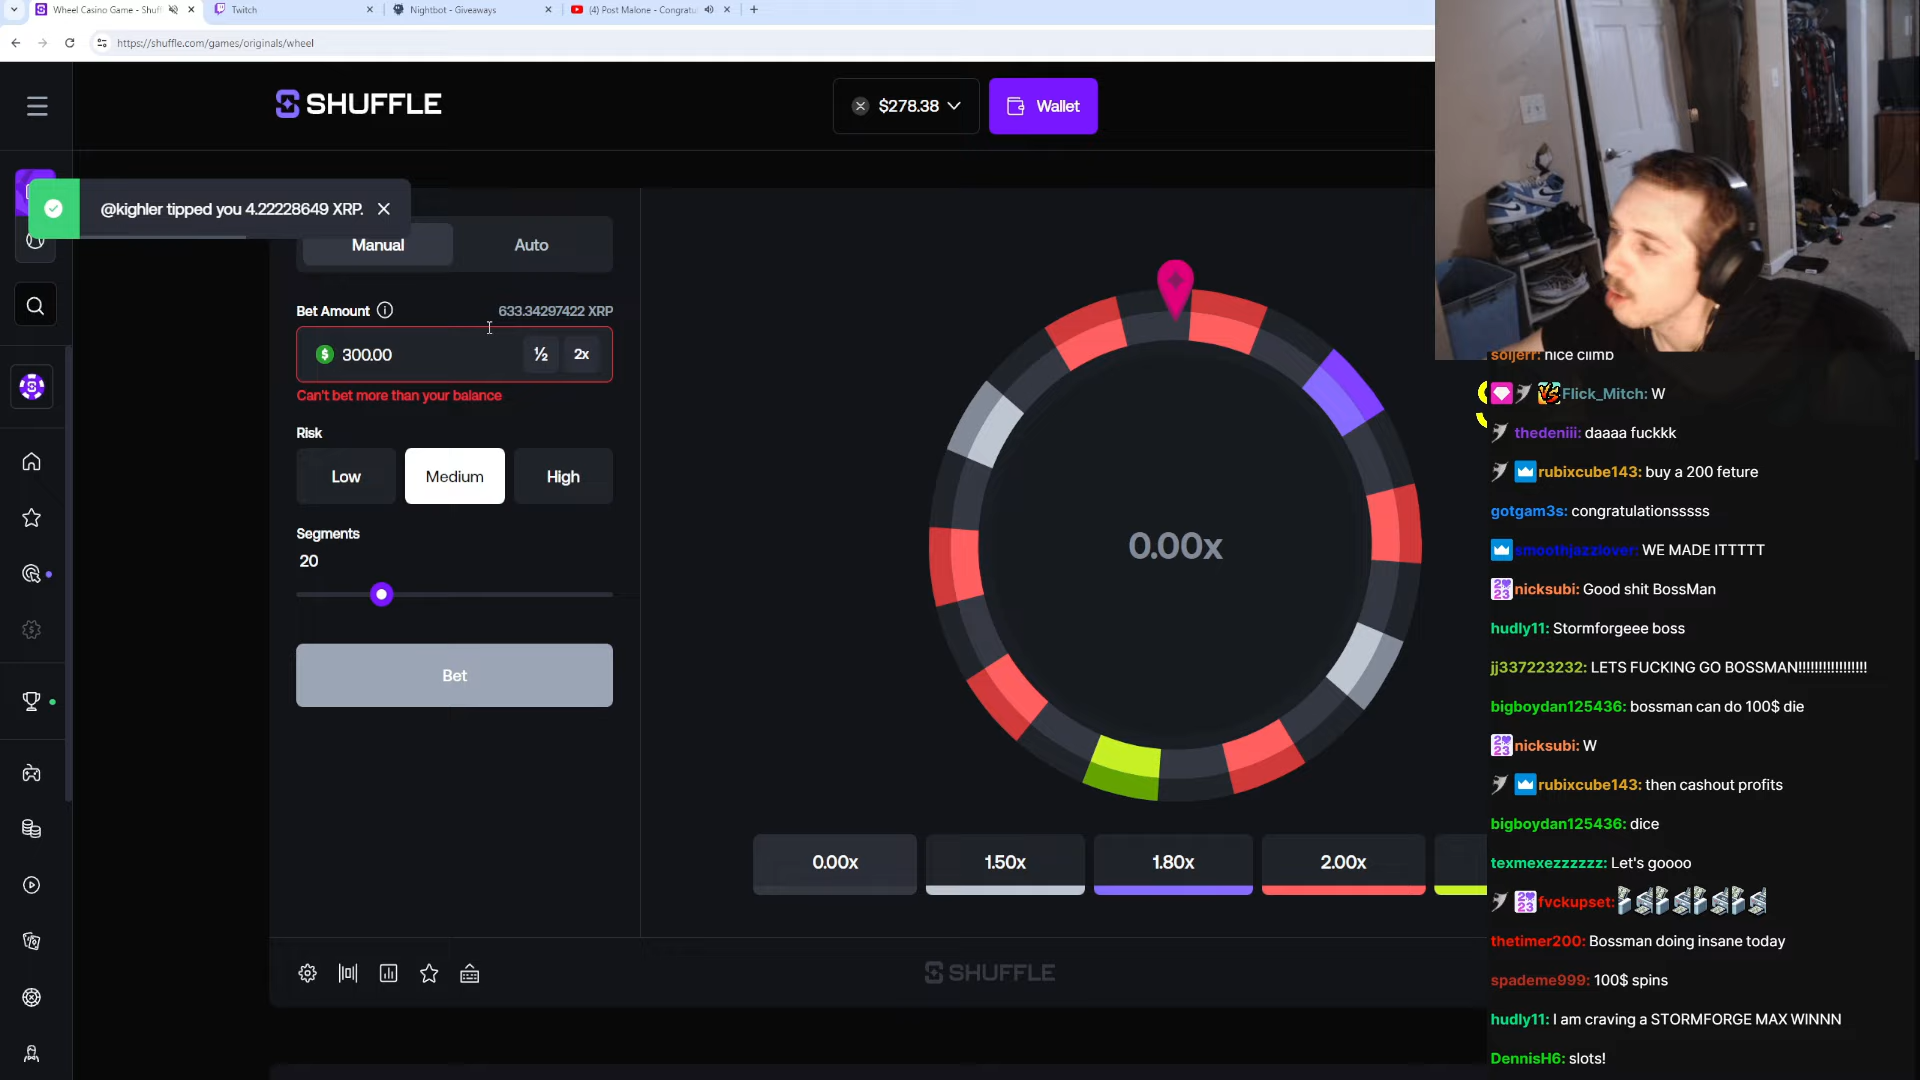 Wheel Casino Game - Shuf
Twitch
Nightbot - Giveaways
(4) Post Malone - Congratu
https://shuffle.com/games/originals/wheel
SHUFFLE
$278.38
Wallet
@kighler tipped you 4.22228649 XRP.
Manual
Auto
Bet Amount
633.34297422 XRP
300.00
½
2x
Can't bet more than your balance
Risk
Low
Medium
High
Segments
20
Bet
0.00x
0.00x
1.50x
1.80x
2.00x
SHUFFLE
soljerr: nice climb
Flick_Mitch: W
thedeniii: daaaa fuckkk
rubixcube143: buy a 200 feture
gotgam3s: congratulationsssss
smoothjazzlover: WE MADE ITTTTT
nicksubi: Good shit BossMan
hudly11: Stormforgeee boss
jj337223232: LETS FUCKING GO BOSSMAN!!!!!!!!!!!!!!!!!
bigboydan125436: bossman can do 100$ die
nicksubi: W
rubixcube143: then cashout profits
bigboydan125436: dice
texmexezzzzzz: Let's goooo
fvckupset:
thetimer200: Bossman doing insane today
spademe999: 100$ spins
hudly11: I am craving a STORMFORGE MAX WINNN
DennisH6: slots!